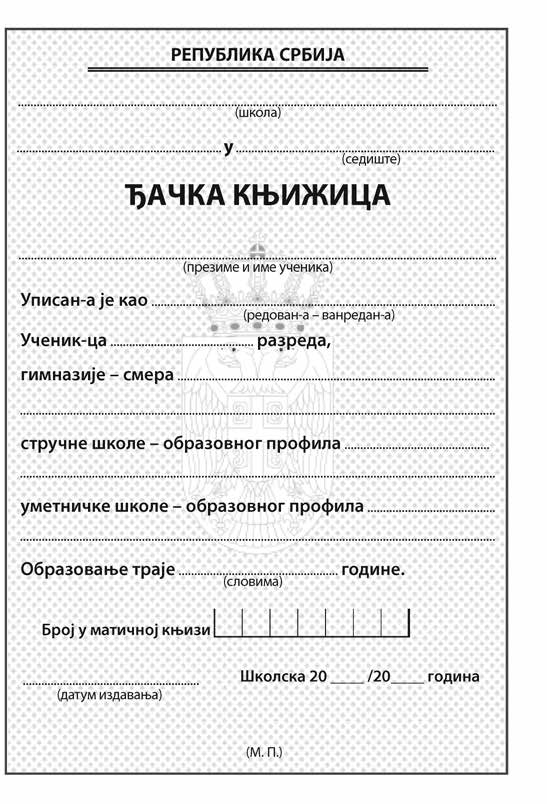 РЕПУБЛИКА СРБИЈА
(школа)
у
(седиште)
ЂАЧКА КЊИЖИЦА
(презиме и име ученика)
Уписан-а је као
(редован-а – ванредан-а)
Ученик-ца разреда,
гимназије – смера
стручне школе – образовног профила
уметничке школе – образовног профила
Образовање траје године.
(словима)
Број у матичној књизи
Школска 20 ____ /20____ година
(датум издавања)
(М. П.)